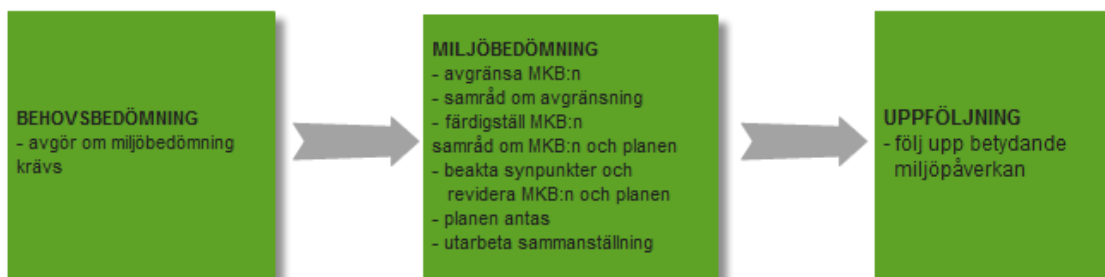 BEHOVSBEDÖMNING
- avgör om miljöbedömning
krävs
MILJÖBEDÖMNING
- avgränsa MKB:n
- samråd om avgränsning
- färdigställ MKB:n
samråd om MKB:n och planen
- beakta synpunkter och
revidera MKB:n och planen
- planen antas
- utarbeta sammanställning
UPPFÖLJNING
- följ upp betydande
miljöpåverkan